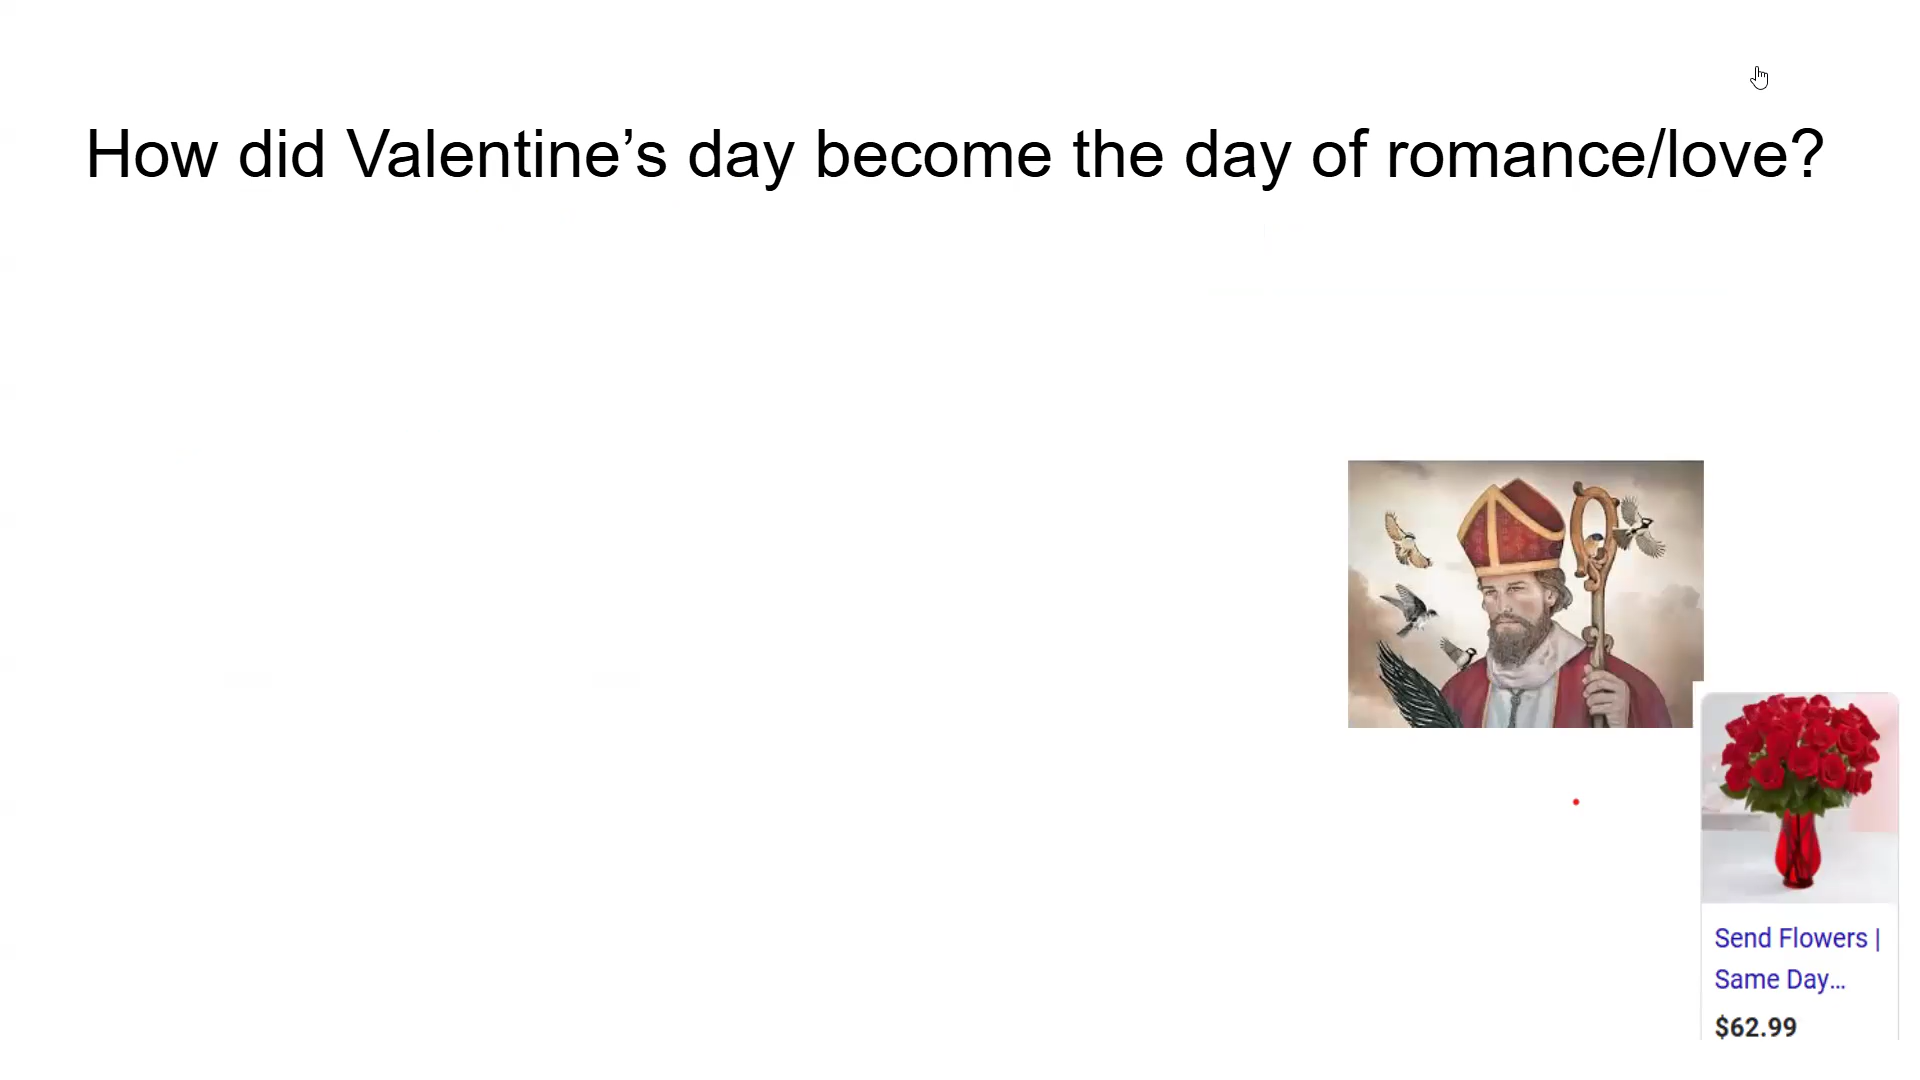 How did Valentine’s day become the day of romance/love?
Send Flowers |
Same Day...
$62.99